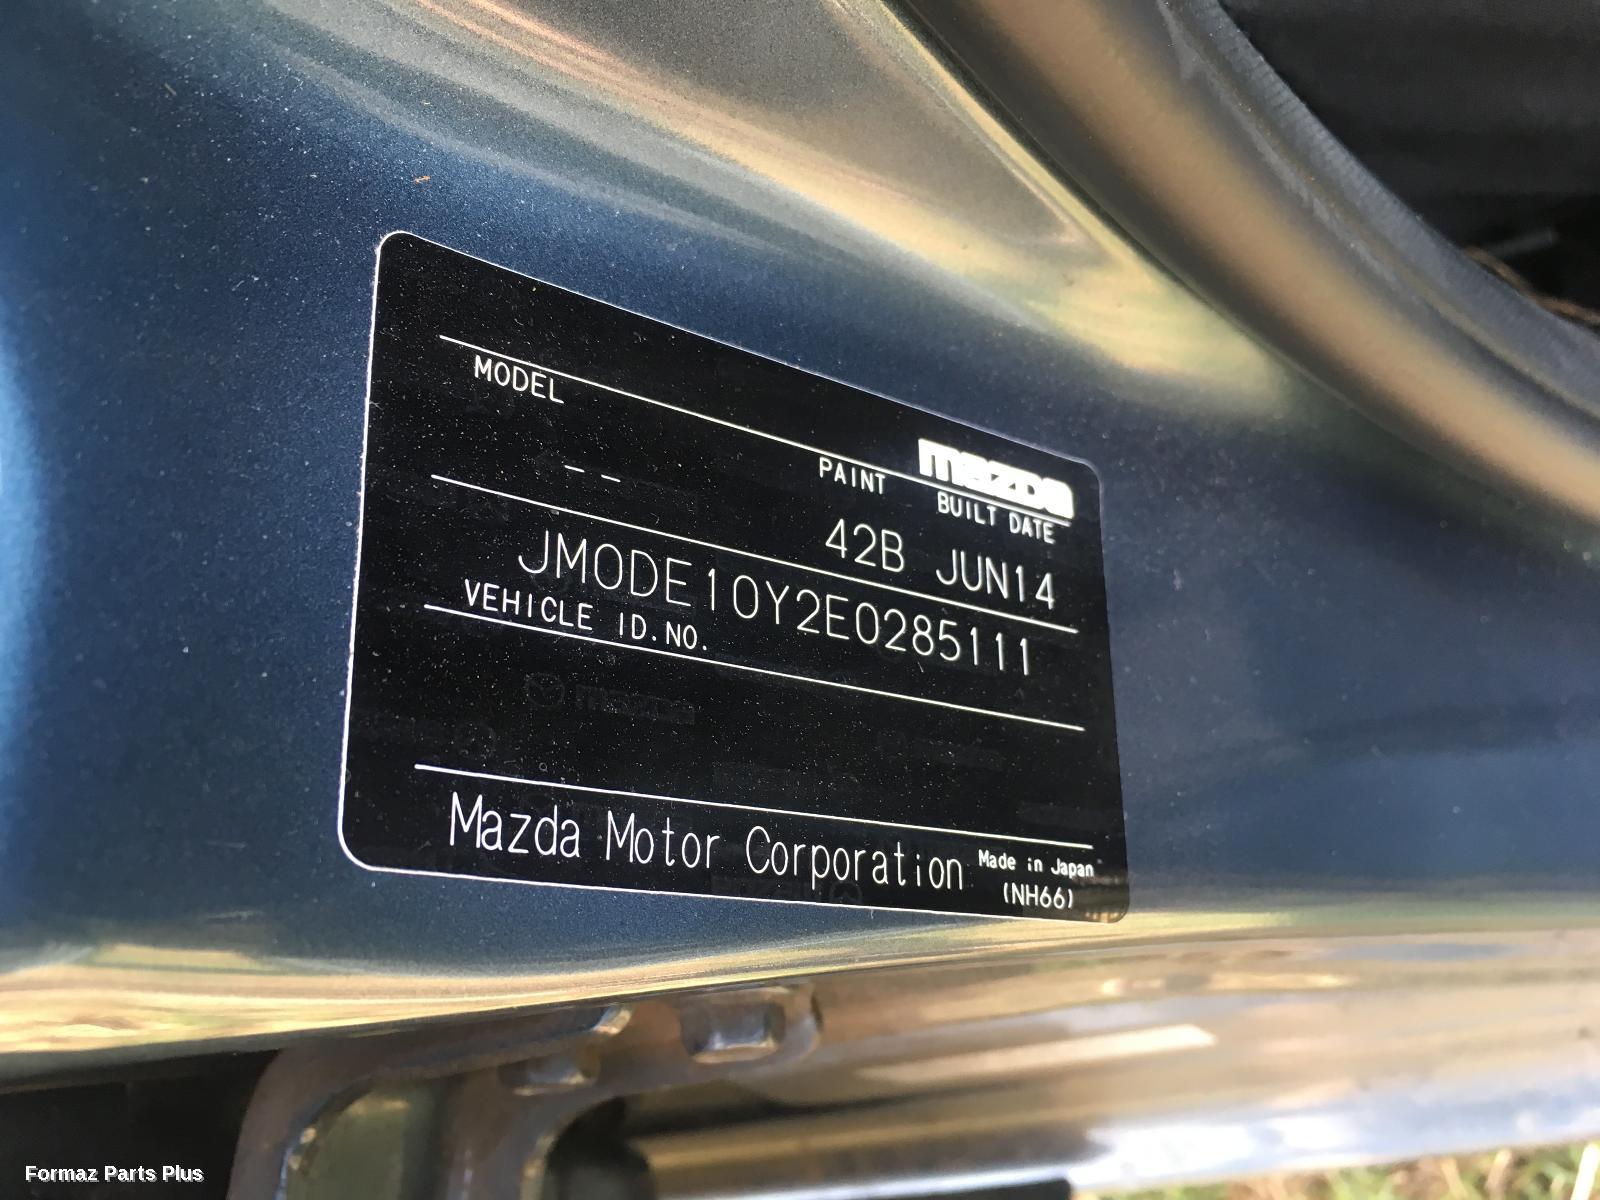 mazda
MODEL PAINT BUILT DATE
-- 42B JUN14
JM0DE10Y2E0285111
VEHICLE ID.NO.
Mazda Motor Corporation Made in Japan
(NH66)
Formaz Parts Plus